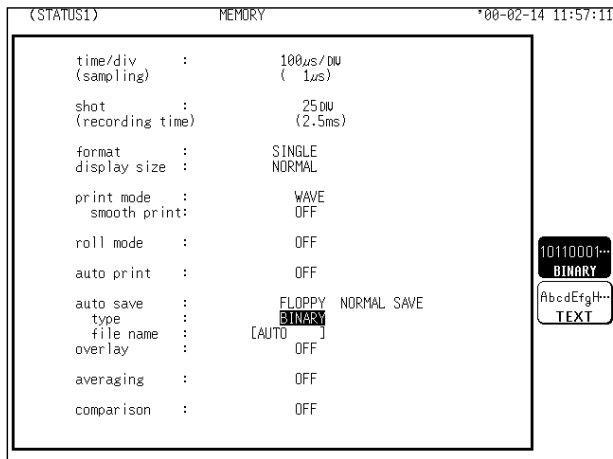 (STATUS1) MEMORY '00-02-14 11:57:11
time/div : 100µs/DIV
(sampling) ( 1µs)
shot : 25DIV
(recording time) (2.5ms)
format : SINGLE
display size : NORMAL
print mode : WAVE
smooth print: OFF
roll mode : OFF
auto print : OFF
auto save : FLOPPY NORMAL SAVE
type : BINARY
file name : [AUTO ]
overlay : OFF
averaging : OFF
comparison : OFF
10110001…
BINARY
AbcdEfgH…
TEXT